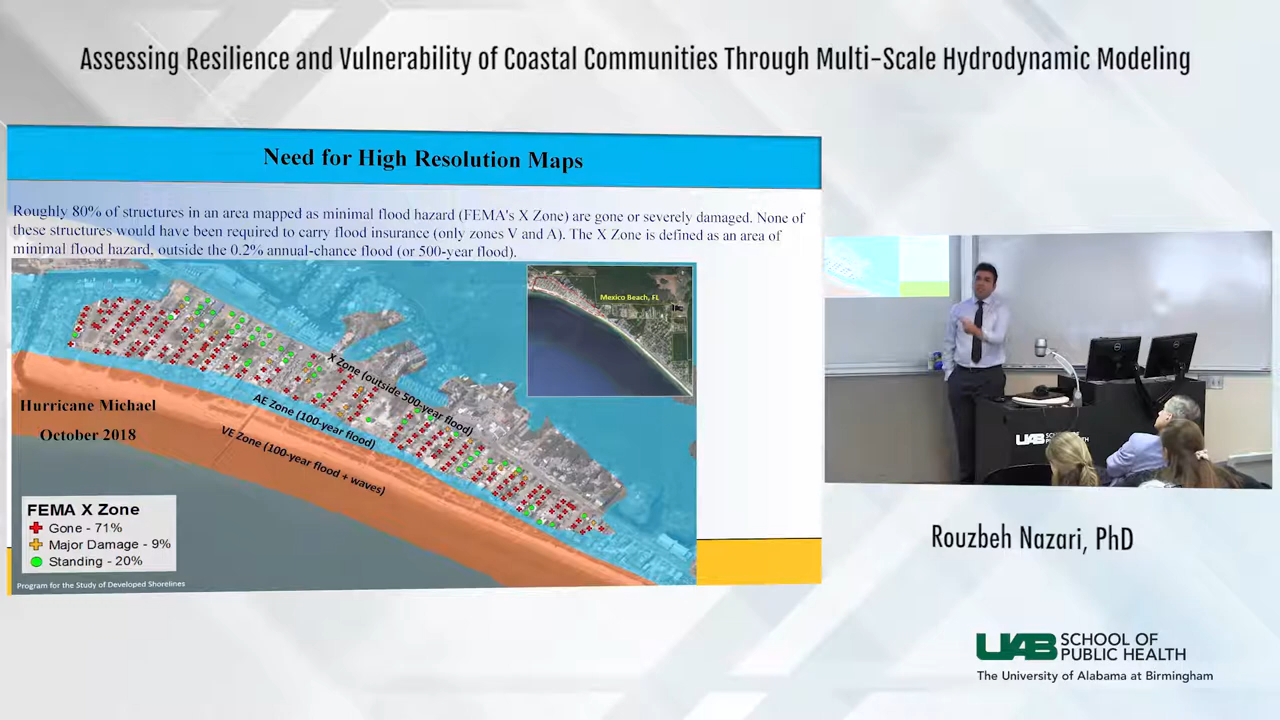 Assessing Resilience and Vulnerability of Coastal Communities Through Multi-Scale Hydrodynamic Modeling
Need for High Resolution Maps
Roughly 80% of structures in an area mapped as minimal flood hazard (FEMA's X Zone) are gone or severely damaged. None of
these structures would have been required to carry flood insurance (only zones V and A). The X Zone is defined as an area of
minimal flood hazard, outside the 0.2% annual-chance flood (or 500-year flood).
Mexico Beach, FL
X Zone (outside 500-year flood)
AE Zone (100-year flood)
VE Zone (100-year flood + waves)
Hurricane Michael
October 2018
FEMA X Zone
Gone - 71%
Major Damage - 9%
Standing - 20%
Program for the Study of Developed Shorelines
UAB SCHOOL OF
PUBLIC HEALTH
Rouzbeh Nazari, PhD
UAB SCHOOL OF
PUBLIC HEALTH
The University of Alabama at Birmingham